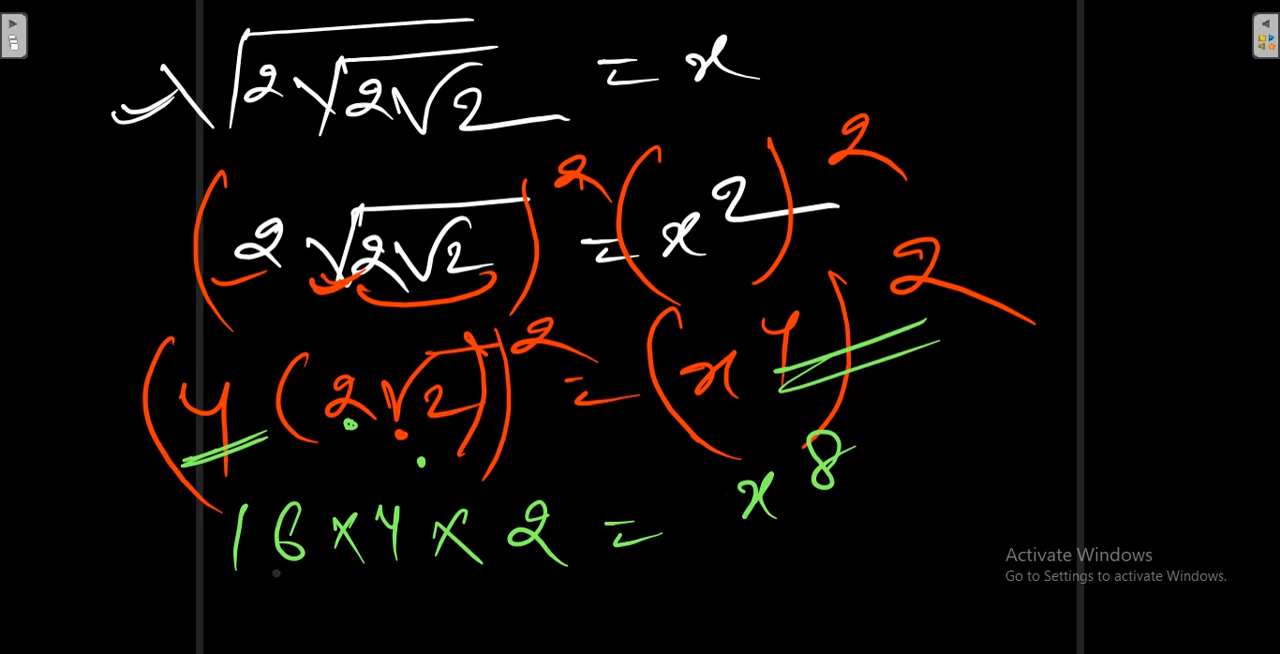 √(2√(2√2)) = x
(2√(2√2))² = (x²)²
(4(2√2))² = (x⁴)²
16 × 4 × 2 = x⁸
Activate Windows
Go to Settings to activate Windows.